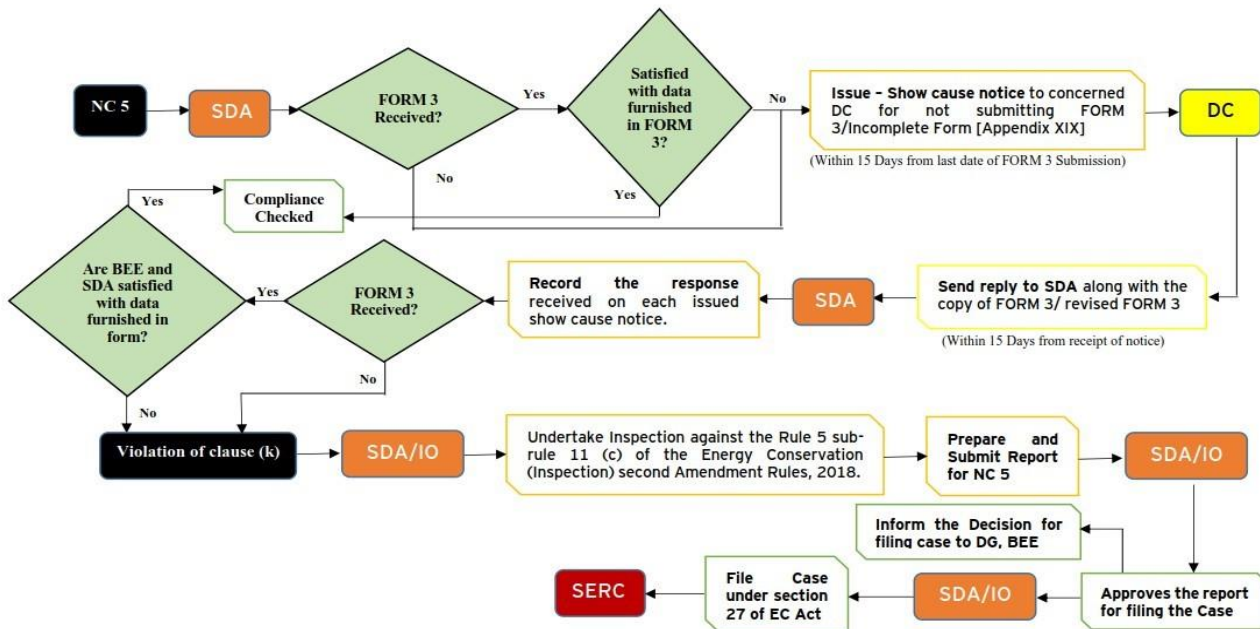 NC 5
SDA
FORM 3
Received?
Yes
No
Satisfied
with data
furnished
in FORM
3?
No
Yes
Issue – Show cause notice to concerned
DC for not submitting FORM
3/Incomplete Form [Appendix XIX]
(Within 15 Days from last date of FORM 3 Submission)
DC
Yes
Compliance
Checked
Are BEE and
SDA satisfied
with data
furnished in
form?
No
Yes
FORM 3
Received?
No
Record the response
received on each issued
show cause notice.
SDA
Send reply to SDA along with the
copy of FORM 3/ revised FORM 3
(Within 15 Days from receipt of notice)
Violation of clause (k)
SDA/IO
Undertake Inspection against the Rule 5 sub-
rule 11 (c) of the Energy Conservation
(Inspection) second Amendment Rules, 2018.
Prepare and
Submit Report
for NC 5
SDA/IO
Inform the Decision for
filing case to DG, BEE
SERC
File Case
under section
27 of EC Act
SDA/IO
Approves the report
for filing the Case